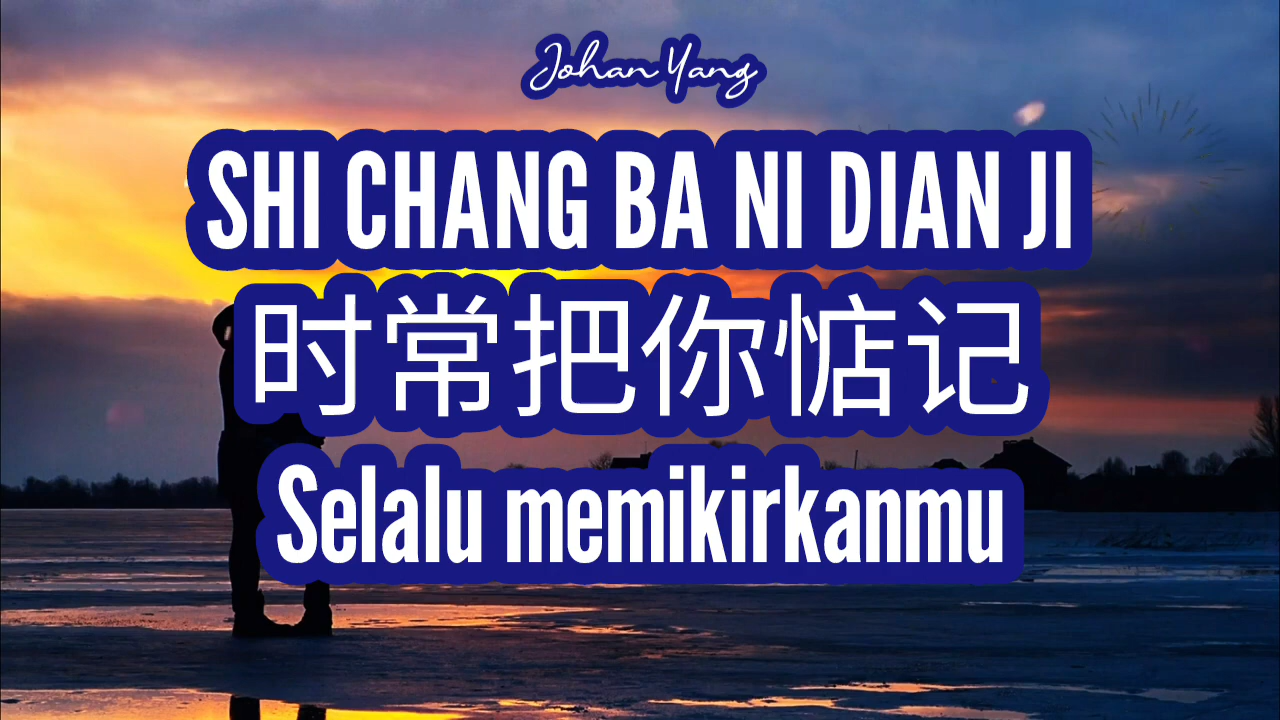 Johan Yang
SHI CHANG BA NI DIAN JI
时常把你惦记
Selalu memikirkanmu